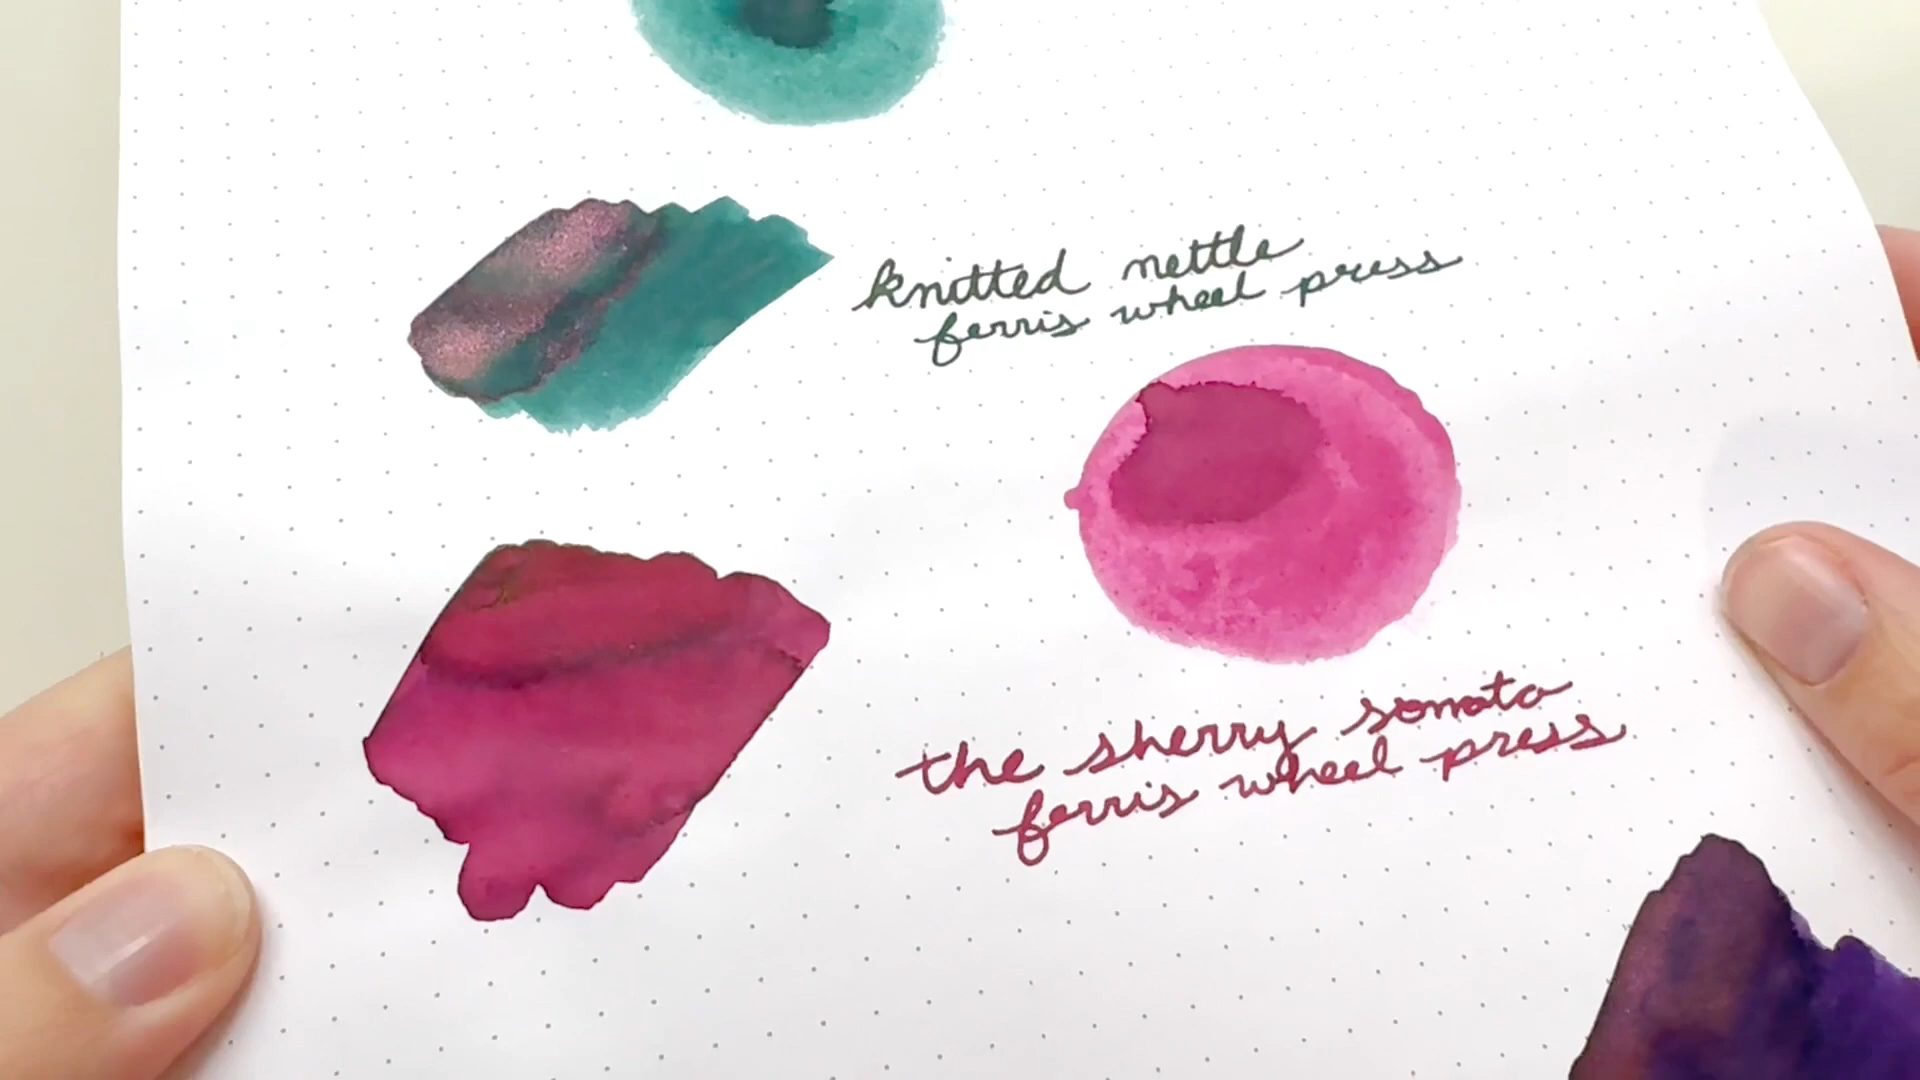 knitted nettle
ferris wheel press
the sherry sonata
ferris wheel press